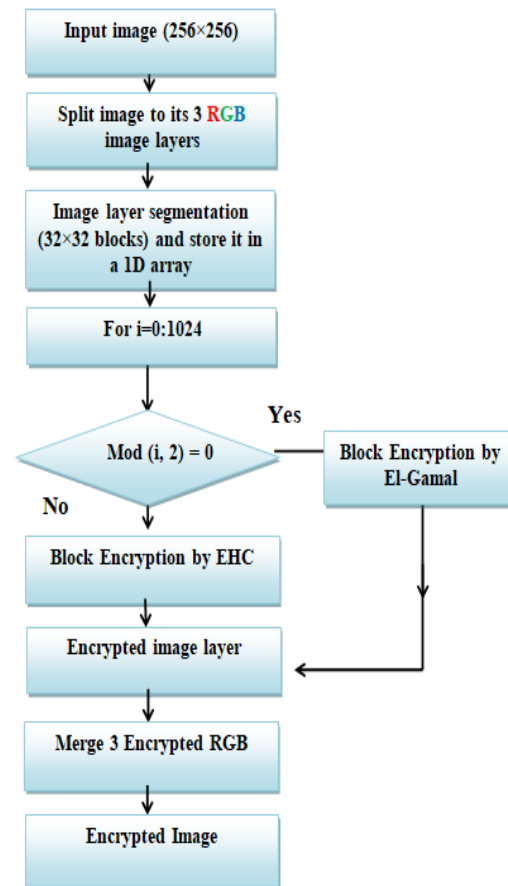 Input image (256×256)
Split image to its 3 RGB
image layers
Image layer segmentation
(32×32 blocks) and store it in
a 1D array
For i=0:1024
Mod (i, 2) = 0
Yes
Block Encryption by
El-Gamal
No
Block Encryption by EHC
Encrypted image layer
Merge 3 Encrypted RGB
Encrypted Image